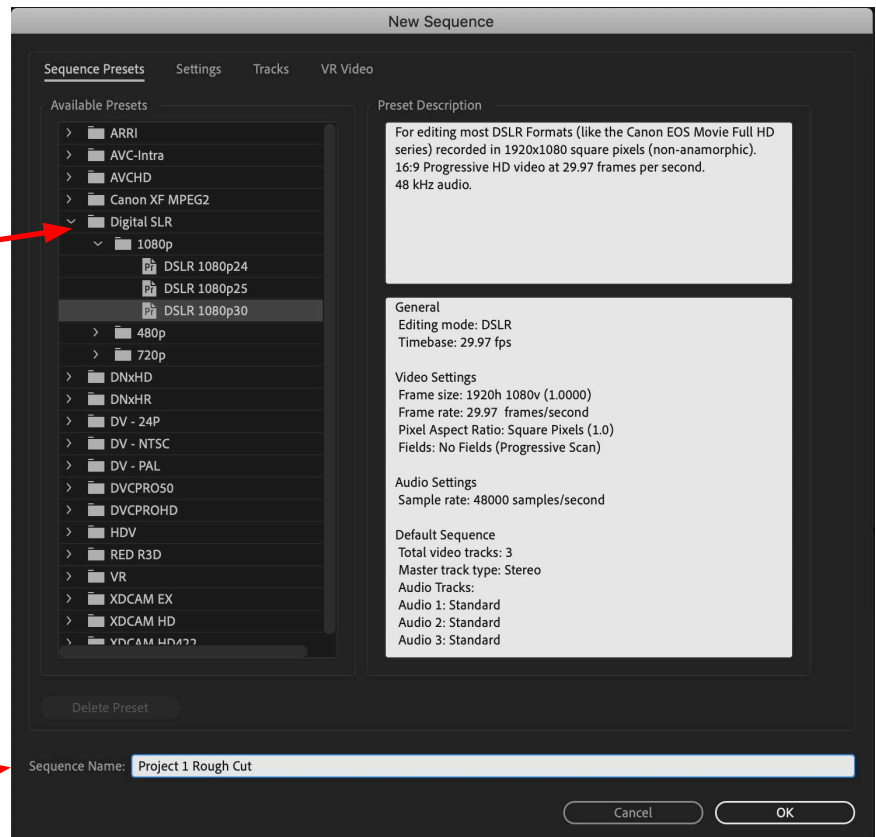 New Sequence
Sequence Presets Settings Tracks VR Video
Available Presets
ARRI
AVC-Intra
AVCHD
Canon XF MPEG2
Digital SLR
1080p
DSLR 1080p24
DSLR 1080p25
DSLR 1080p30
480p
720p
DNxHD
DNxHR
DV - 24P
DV - NTSC
DV - PAL
DVCPRO50
DVCPROHD
HDV
RED R3D
VR
XDCAM EX
XDCAM HD
XDCAM HD422
Preset Description
For editing most DSLR Formats (like the Canon EOS Movie Full HD
series) recorded in 1920x1080 square pixels (non-anamorphic).
16:9 Progressive HD video at 29.97 frames per second.
48 kHz audio.
General
Editing mode: DSLR
Timebase: 29.97 fps
Video Settings
Frame size: 1920h 1080v (1.0000)
Frame rate: 29.97 frames/second
Pixel Aspect Ratio: Square Pixels (1.0)
Fields: No Fields (Progressive Scan)
Audio Settings
Sample rate: 48000 samples/second
Default Sequence
Total video tracks: 3
Master track type: Stereo
Audio Tracks:
Audio 1: Standard
Audio 2: Standard
Audio 3: Standard
Delete Preset
Sequence Name: Project 1 Rough Cut
Cancel OK